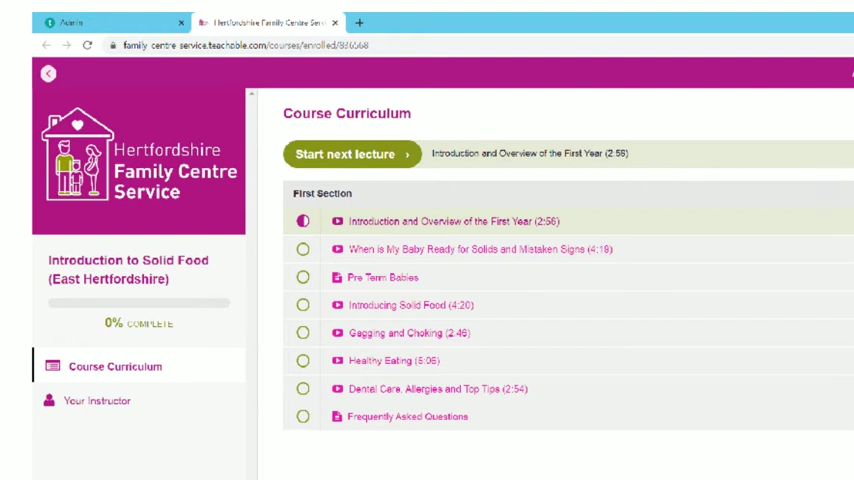 Admin
Hertfordshire Family Centre Servi
family-centre-service.teachable.com/courses/enrolled/836568
Hertfordshire
Family Centre
Service
Introduction to Solid Food
(East Hertfordshire)
0% COMPLETE
Course Curriculum
Your Instructor
Course Curriculum
Start next lecture › Introduction and Overview of the First Year (2:56)
First Section
Introduction and Overview of the First Year (2:56)
When is My Baby Ready for Solids and Mistaken Signs (4:19)
Pre Term Babies
Introducing Solid Food (4:20)
Gagging and Choking (2:46)
Healthy Eating (5:06)
Dental Care, Allergies and Top Tips (2:54)
Frequently Asked Questions